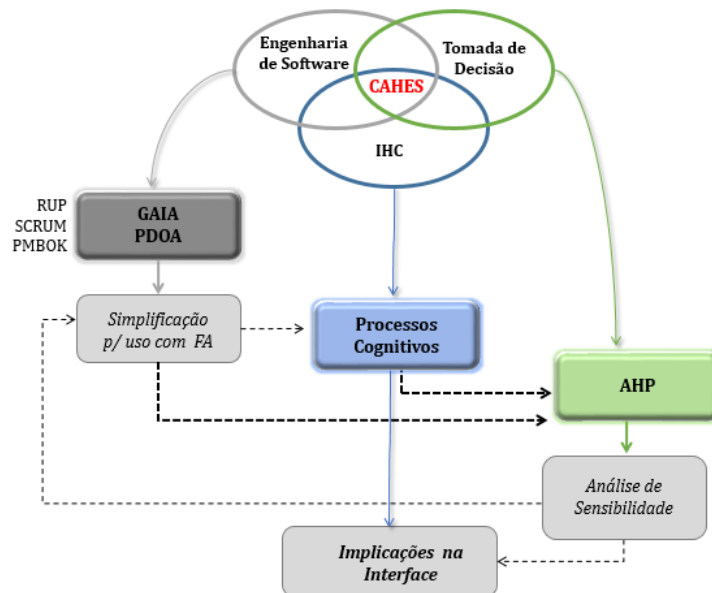 Engenharia
de Software
Tomada de
Decisão
CAHES
IHC
RUP
SCRUM
PMBOK
GAIA
PDOA
Simplificação
p/ uso com FA
Processos
Cognitivos
AHP
Análise de
Sensibilidade
Implicações na
Interface